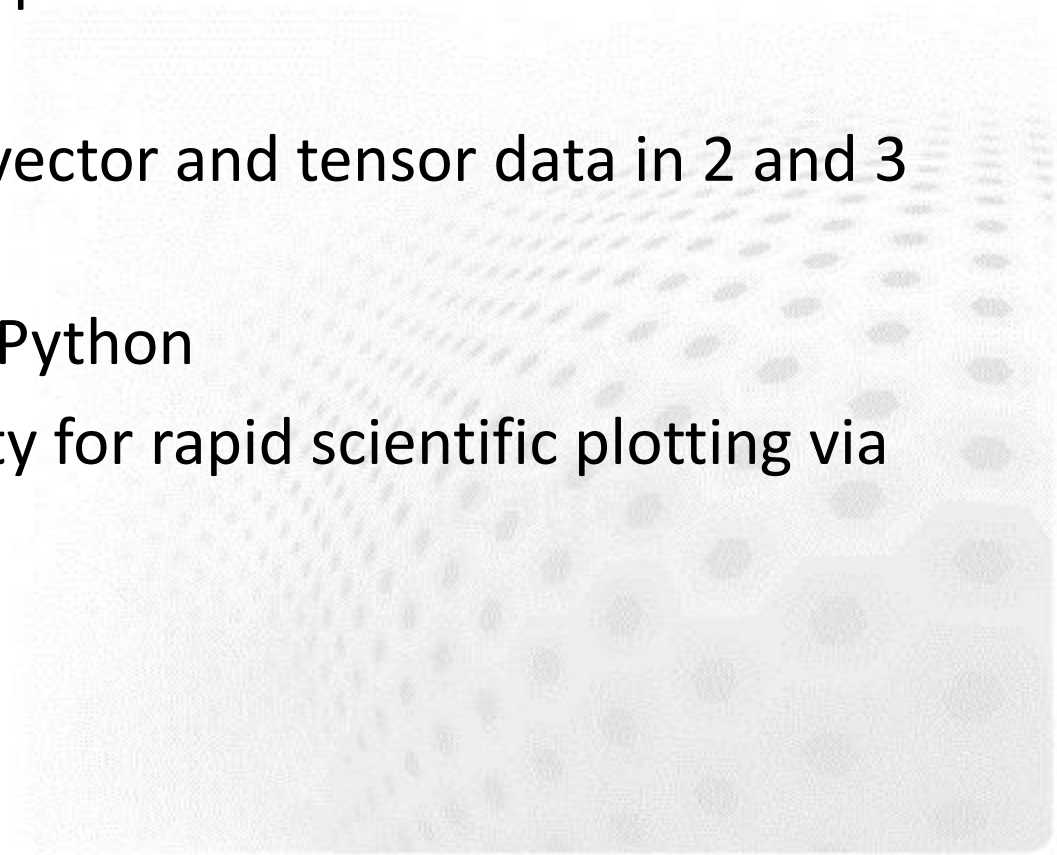 vector and tensor data in 2 and 3
Python
ty for rapid scientific plotting via